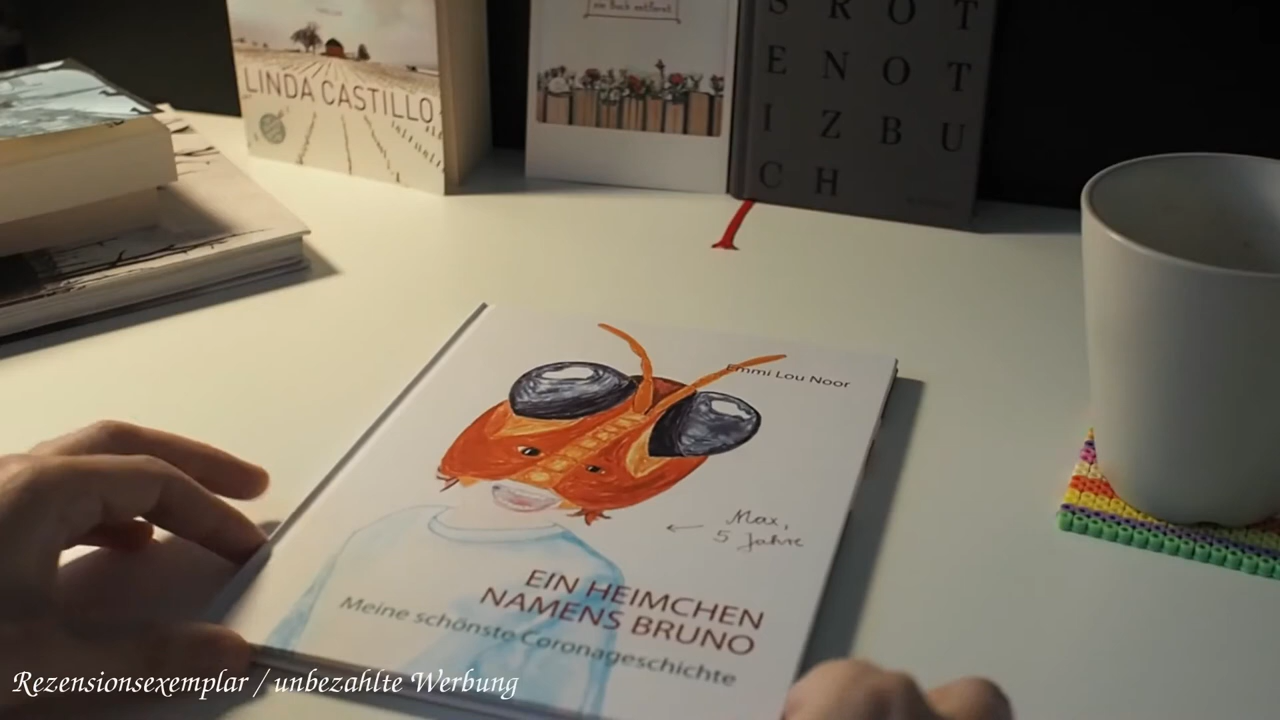 LINDA CASTILLO
ein Buch entfernt
S R O T
E N O T
I Z B U
C H
Emmi Lou Noor
Max,
5 Jahre
EIN HEIMCHEN
NAMENS BRUNO
Meine schönste Coronageschichte
Rezensionsexemplar / unbezahlte Werbung